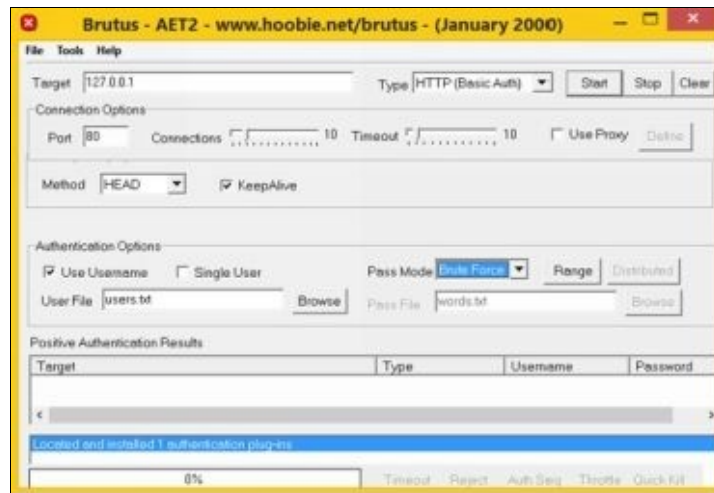 Brutus - AET2 - www.hoobie.net/brutus - (January 2000)
File Tools Help
Target 127.0.0.1 Type HTTP (Basic Auth) Start Stop Clear
Connection Options
Port 80 Connections 10 Timeout 10 Use Proxy Define
Method HEAD KeepAlive
Authentication Options
Use Username Single User Pass Mode Brute Force Range Distributed
User File users.txt Browse Pass File words.txt Browse
Positive Authentication Results
Target Type Username Password
Located and installed 1 authentication plug-ins
0% Timeout Reject Auth Seq Throttle Quick Kill